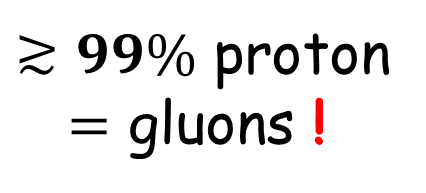 ≳ 99% proton
= gluons !